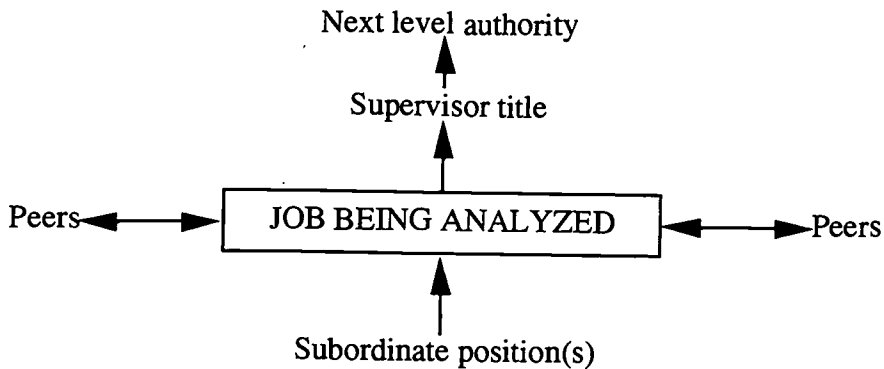 Next level authority
Supervisor title
Peers JOB BEING ANALYZED Peers
Subordinate position(s)